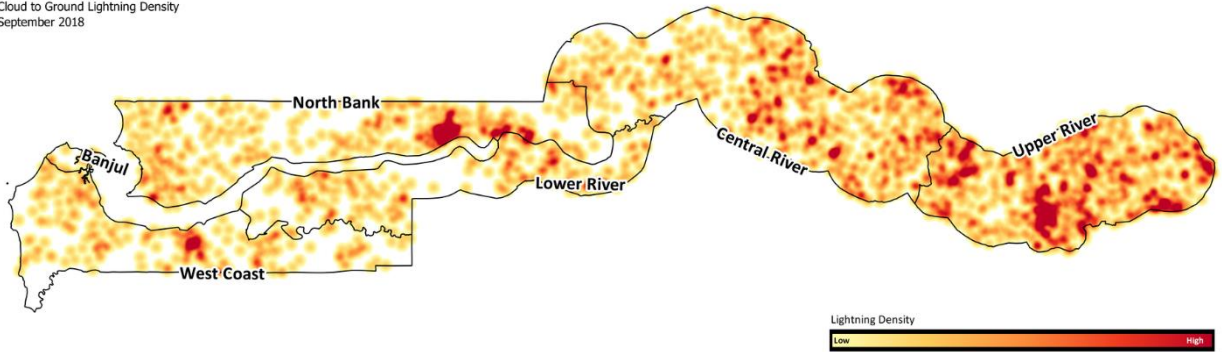 Cloud to Ground Lightning Density
September 2018
North Bank
Banjul
Upper River
Central River
Lower River
West Coast
Lightning Density
Low High